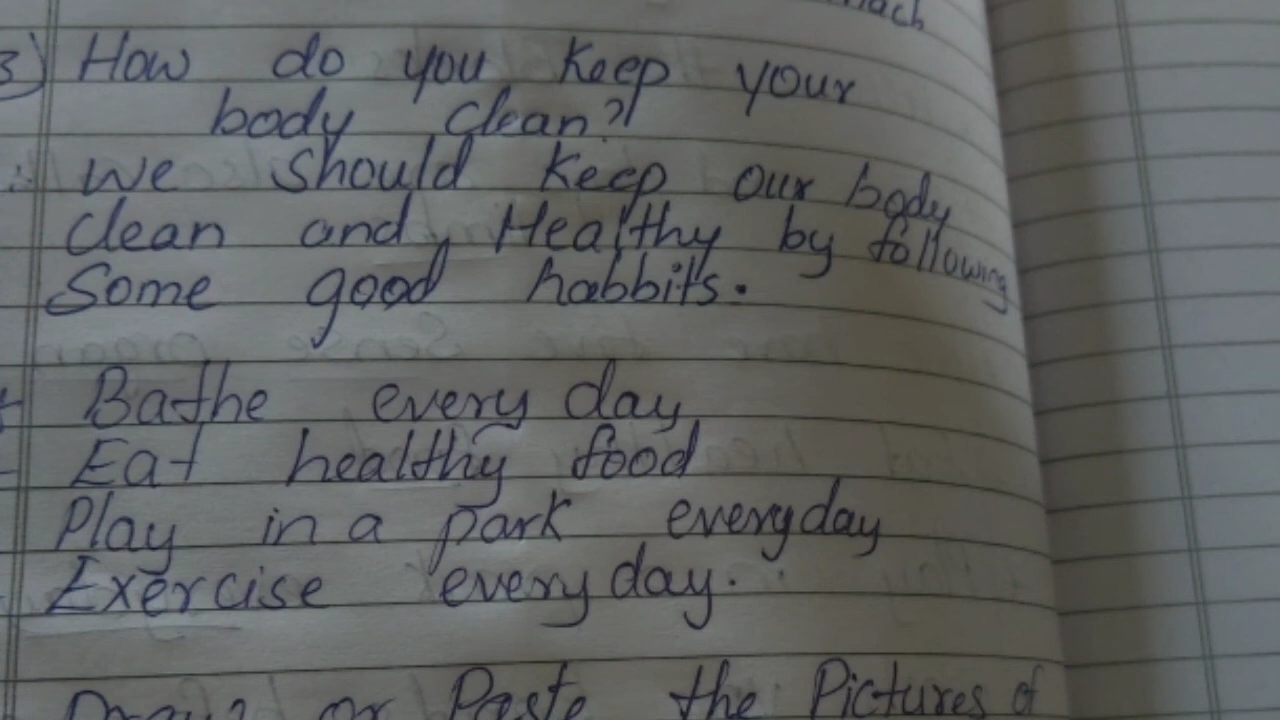 3) How do you keep your
body clean?
We should keep our body
clean and, Healthy by following
Some good habbits.
Bathe every day
Eat healthy food
Play in a park everyday
Exercise every day.
or Paste the Pictures of